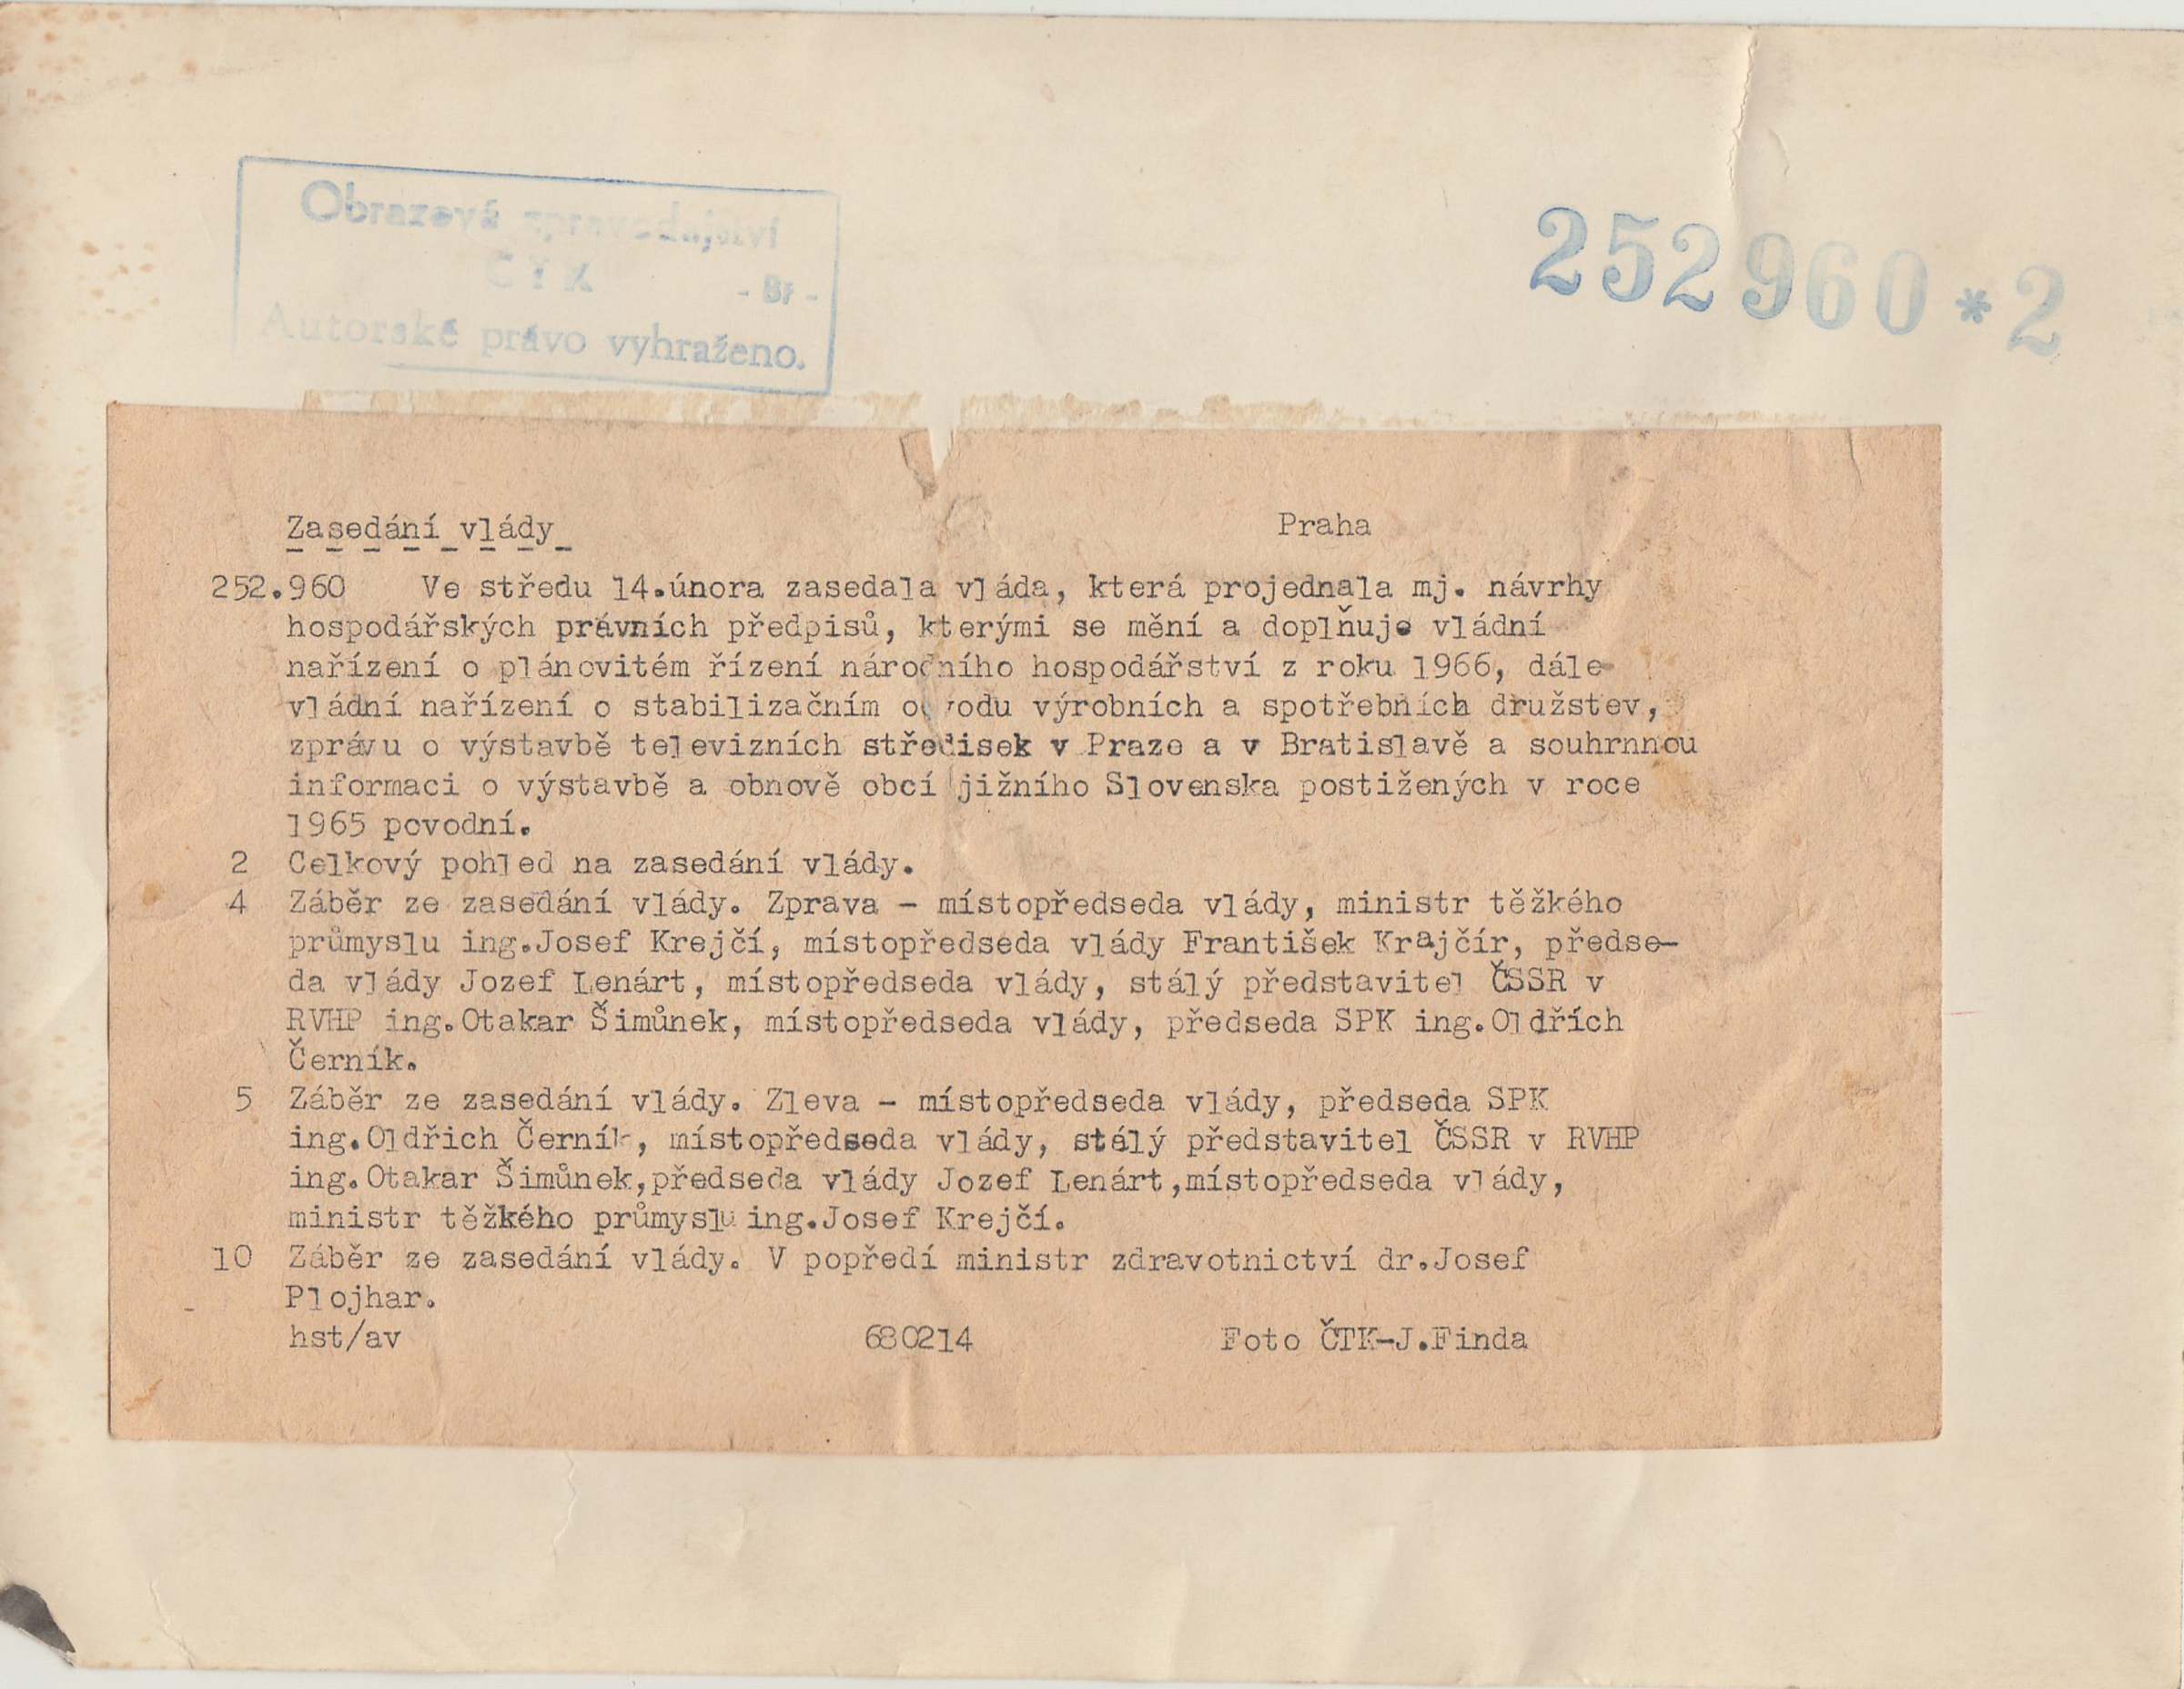 Obrazové zpravodajství
ČTK - Bř -
Autorské právo vyhraženo.
252960*2
Zasedání vlády Praha
252.960 Ve středu 14.února zasedala vláda, která projednala mj. návrhy
hospodářských právních předpisů, kterými se mění a doplňuje vládní
nařízení o plánovitém řízení národního hospodářství z roku 1966, dále
vládní nařízení o stabilizačním odvodu výrobních a spotřebních družstev,
zprávu o výstavbě televizních středisek v Praze a v Bratislavě a souhrnnou
informaci o výstavbě a obnově obcí jižního Slovenska postižených v roce
1965 povodní.
2 Celkový pohled na zasedání vlády.
4 Záběr ze zasedání vlády. Zprava - místopředseda vlády, ministr těžkého
průmyslu ing.Josef Krejčí, místopředseda vlády František Krajčír, předse-
da vlády Jozef Lenárt, místopředseda vlády, stálý představitel ČSSR v
RVHP ing.Otakar Šimůnek, místopředseda vlády, předseda SPK ing.Oldřích
Černík.
5 Záběr ze zasedání vlády. Zleva - místopředseda vlády, předseda SPK
ing.Oldřich Černík, místopředseda vlády, stálý představitel ČSSR v RVHP
ing.Otakar Šimůnek,předseda vlády Jozef Lenárt,místopředseda vlády,
ministr těžkého průmyslu ing.Josef Krejčí.
10 Záběr ze zasedání vlády. V popředí ministr zdravotnictví dr.Josef
Plojhar.
hst/av 680214 Foto ČTK-J.Finda